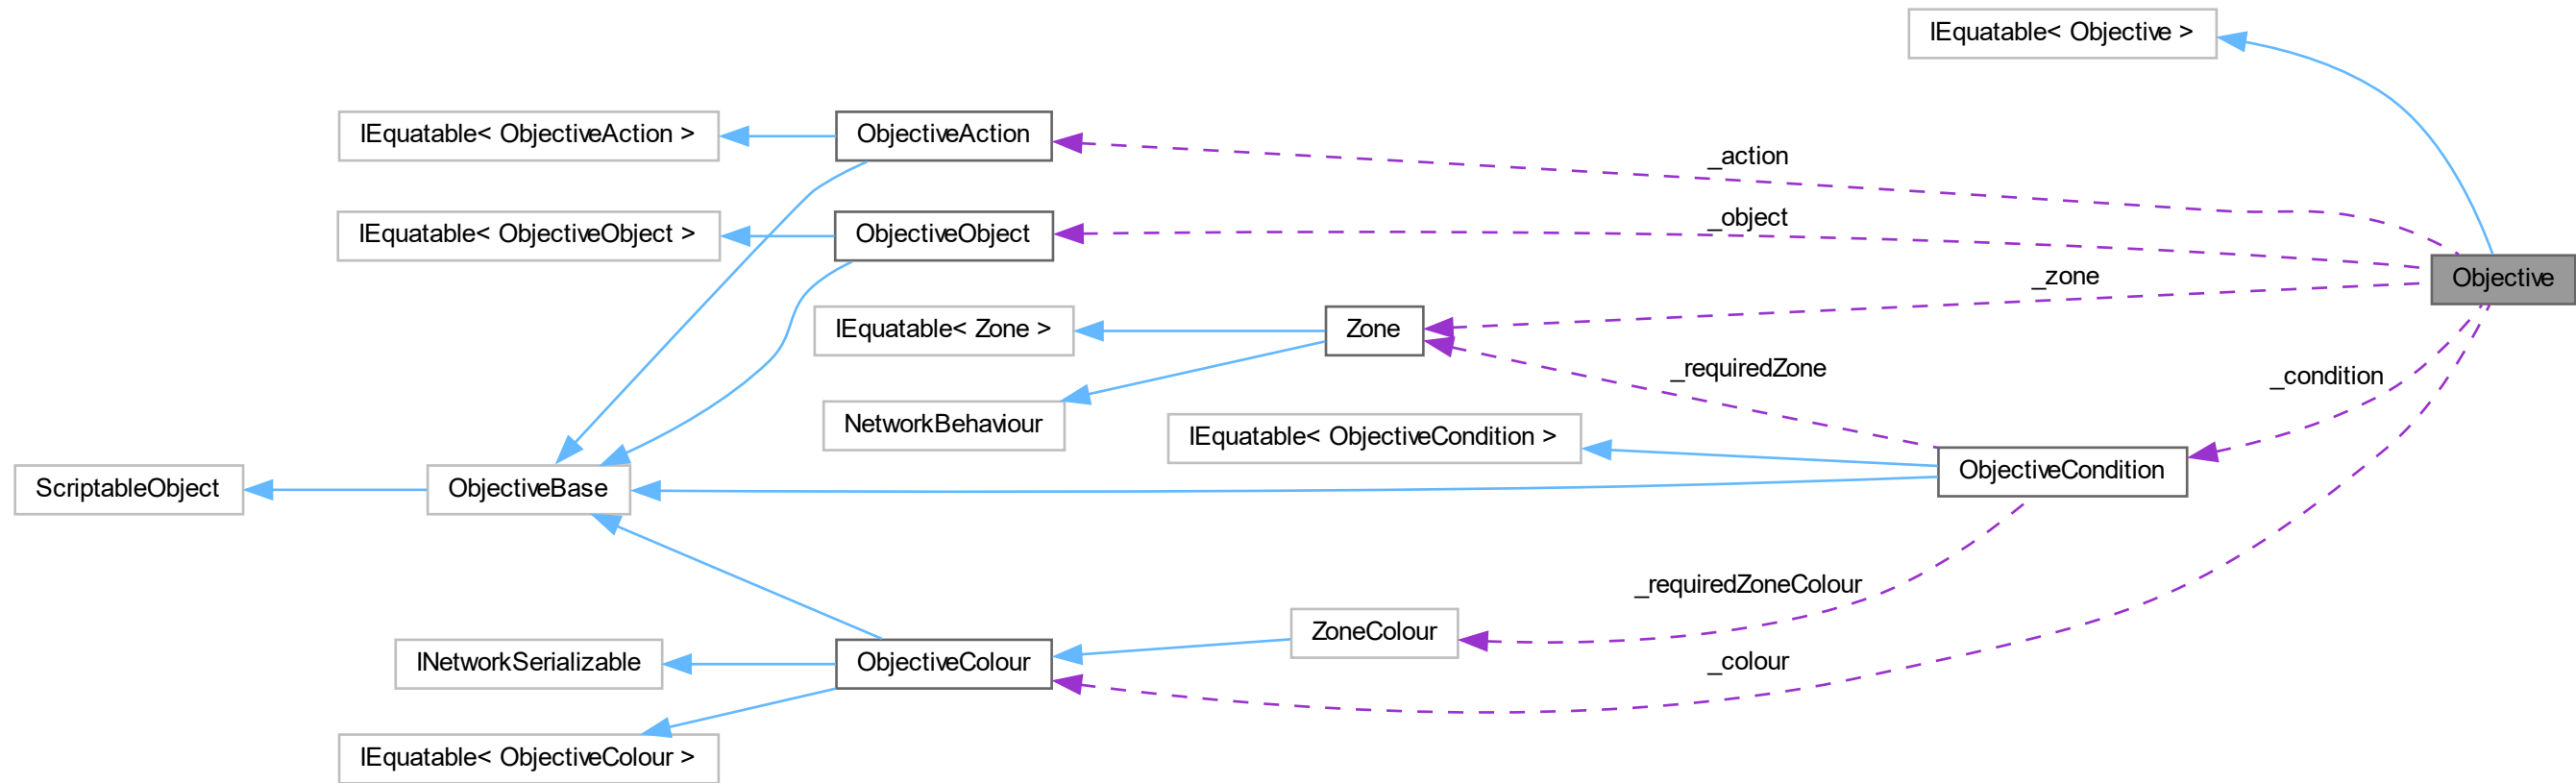 IEquatable< Objective >
IEquatable< ObjectiveAction >
ObjectiveAction
_action
IEquatable< ObjectiveObject >
ObjectiveObject
_object
Objective
_zone
IEquatable< Zone >
Zone
_requiredZone
_condition
NetworkBehaviour
IEquatable< ObjectiveCondition >
ObjectiveCondition
ScriptableObject
ObjectiveBase
_requiredZoneColour
ZoneColour
INetworkSerializable
ObjectiveColour
_colour
IEquatable< ObjectiveColour >